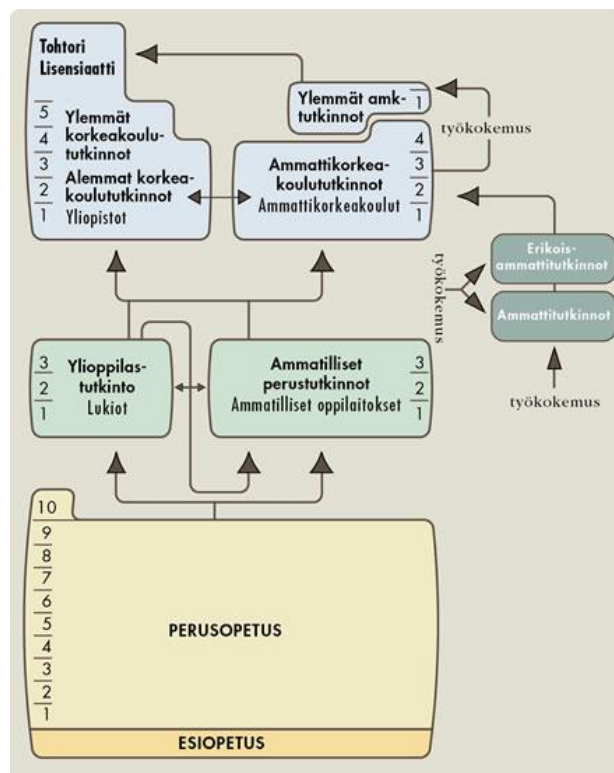 Tohtori
Lisensiaatti
5
4
3
2
1
Ylemmät
korkeakoulu-
tutkinnot
Alemmat korkea-
koulututkinnot
Yliopistot
Ylemmät amk-
tutkinnot
1
työkokemus
Ammattikorkea-
koulututkinnot
Ammattikorkeakoulut
4
3
2
1
Erikois-
ammattitutkinnot
Ammattitutkinnot
työkokemus
työkokemus
3
2
1
Ylioppilas-
tutkinto
Lukiot
Ammatilliset
perustutkinnot
Ammatilliset oppilaitokset
3
2
1
10
9
8
7
6
5
4
3
2
1
PERUSOPETUS
ESIOPETUS